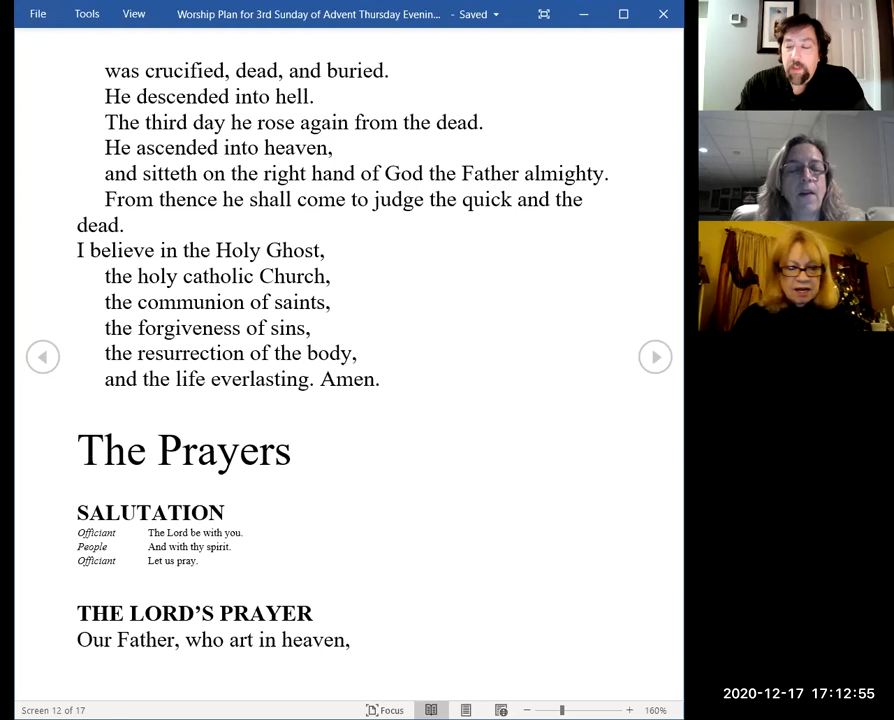 File Tools View Worship Plan for 3rd Sunday of Advent Thursday Evenin... - Saved
was crucified, dead, and buried.
He descended into hell.
The third day he rose again from the dead.
He ascended into heaven,
and sitteth on the right hand of God the Father almighty.
From thence he shall come to judge the quick and the
dead.
I believe in the Holy Ghost,
the holy catholic Church,
the communion of saints,
the forgiveness of sins,
the resurrection of the body,
and the life everlasting. Amen.
The Prayers
SALUTATION
Officiant The Lord be with you.
People And with thy spirit.
Officiant Let us pray.
THE LORD'S PRAYER
Our Father, who art in heaven,
2020-12-17 17:12:55
Screen 12 of 17 Focus 160%